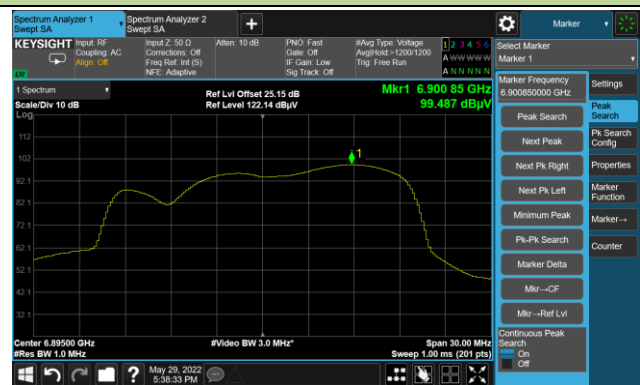 Spectrum Analyzer 1
Swept SA
Spectrum Analyzer 2
Swept SA
+
Marker
KEYSIGHT
Input: RF
Coupling: AC
Align: Off
Input Z: 50 Ω
Corrections: Off
Freq Ref: Int (S)
NFE: Adaptive
Atten: 10 dB
PNO: Fast
Gate: Off
IF Gain: Low
Sig Track: Off
#Avg Type: Voltage
Avg|Hold:>1200/1200
Trig: Free Run
1 2 3 4 5 6
A W W W W W
A N N N N N
LW
Select Marker
Marker 1
1 Spectrum
Scale/Div 10 dB
Log
Ref Lvl Offset 25.15 dB
Ref Level 122.14 dBµV
Mkr1 6.900 85 GHz
99.487 dBµV
112
102
92.1
82.1
72.1
62.1
52.1
42.1
32.1
1
Center 6.89500 GHz
#Res BW 1.0 MHz
#Video BW 3.0 MHz*
Span 30.00 MHz
Sweep 1.00 ms (201 pts)
Marker Frequency
6.900850000 GHz
Peak Search
Next Peak
Next Pk Right
Next Pk Left
Minimum Peak
Pk-Pk Search
Marker Delta
Mkr→CF
Mkr→Ref Lvl
Continuous Peak
Search
On
Off
Settings
Peak
Search
Pk Search
Config
Properties
Marker
Function
Marker→
Counter
?
May 29, 2022
5:38:33 PM